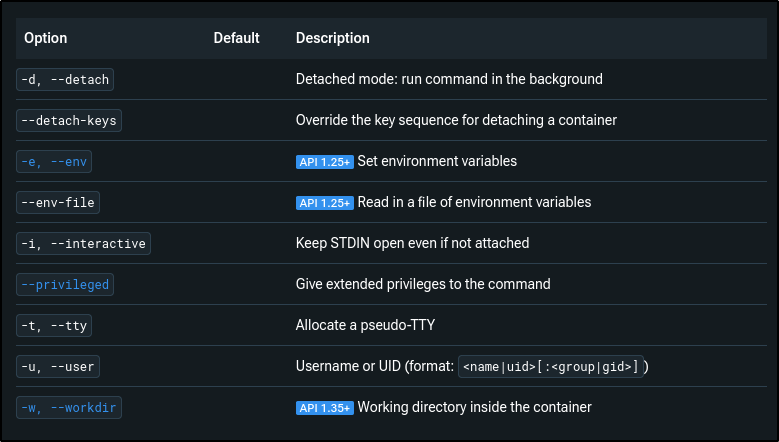 Option Default Description
-d, --detach Detached mode: run command in the background
--detach-keys Override the key sequence for detaching a container
-e, --env API 1.25+ Set environment variables
--env-file API 1.25+ Read in a file of environment variables
-i, --interactive Keep STDIN open even if not attached
--privileged Give extended privileges to the command
-t, --tty Allocate a pseudo-TTY
-u, --user Username or UID (format: <name|uid>[:<group|gid>])
-w, --workdir API 1.35+ Working directory inside the container